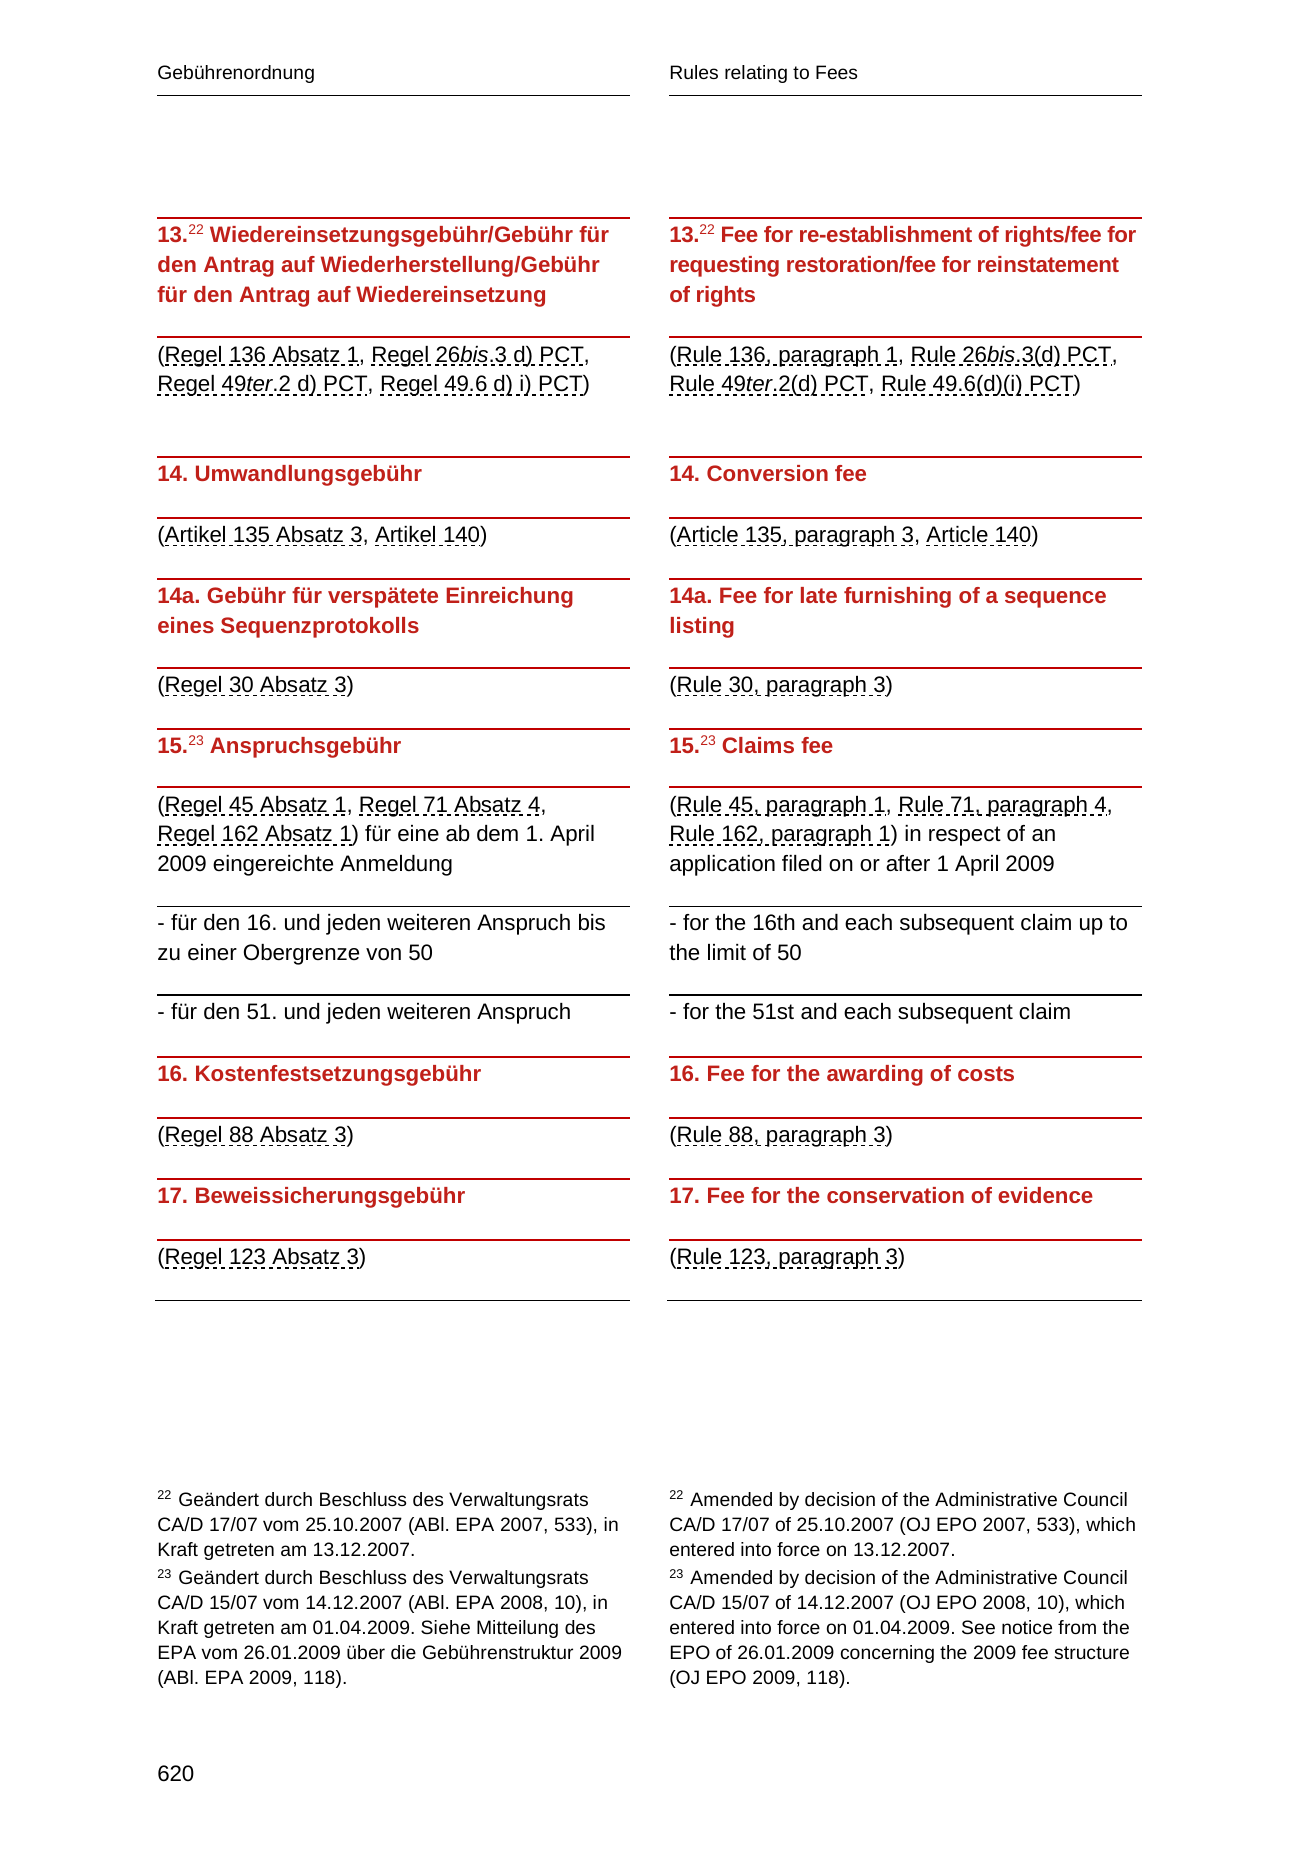 Gebührenordnung
13.22 Wiedereinsetzungsgebühr/Gebühr für
den Antrag auf Wiederherstellung/Gebühr
für den Antrag auf Wiedereinsetzung
(Regel 136 Absatz 1, Regel 26bis.3 d) PCT,
Regel 49ter.2 d) PCT, Regel 49.6 d) i) PCT)
14. Umwandlungsgebühr
(Artikel 135 Absatz 3, Artikel 140)
14a. Gebühr für verspätete Einreichung
eines Sequenzprotokolls
(Regel 30 Absatz 3)
15.23 Anspruchsgebühr
(Regel 45 Absatz 1, Regel 71 Absatz 4,
Regel 162 Absatz 1) für eine ab dem 1. April
2009 eingereichte Anmeldung
- für den 16. und jeden weiteren Anspruch bis
zu einer Obergrenze von 50
- für den 51. und jeden weiteren Anspruch
16. Kostenfestsetzungsgebühr
(Regel 88 Absatz 3)
17. Beweissicherungsgebühr
(Regel 123 Absatz 3)
22 Geändert durch Beschluss des Verwaltungsrats
CA/D 17/07 vom 25.10.2007 (ABl. EPA 2007, 533), in
Kraft getreten am 13.12.2007.
23 Geändert durch Beschluss des Verwaltungsrats
CA/D 15/07 vom 14.12.2007 (ABl. EPA 2008, 10), in
Kraft getreten am 01.04.2009. Siehe Mitteilung des
EPA vom 26.01.2009 über die Gebührenstruktur 2009
(ABl. EPA 2009, 118).
Rules relating to Fees
13.22 Fee for re-establishment of rights/fee for
requesting restoration/fee for reinstatement
of rights
(Rule 136, paragraph 1, Rule 26bis.3(d) PCT,
Rule 49ter.2(d) PCT, Rule 49.6(d)(i) PCT)
14. Conversion fee
(Article 135, paragraph 3, Article 140)
14a. Fee for late furnishing of a sequence
listing
(Rule 30, paragraph 3)
15.23 Claims fee
(Rule 45, paragraph 1, Rule 71, paragraph 4,
Rule 162, paragraph 1) in respect of an
application filed on or after 1 April 2009
- for the 16th and each subsequent claim up to
the limit of 50
- for the 51st and each subsequent claim
16. Fee for the awarding of costs
(Rule 88, paragraph 3)
17. Fee for the conservation of evidence
(Rule 123, paragraph 3)
22 Amended by decision of the Administrative Council
CA/D 17/07 of 25.10.2007 (OJ EPO 2007, 533), which
entered into force on 13.12.2007.
23 Amended by decision of the Administrative Council
CA/D 15/07 of 14.12.2007 (OJ EPO 2008, 10), which
entered into force on 01.04.2009. See notice from the
EPO of 26.01.2009 concerning the 2009 fee structure
(OJ EPO 2009, 118).
620